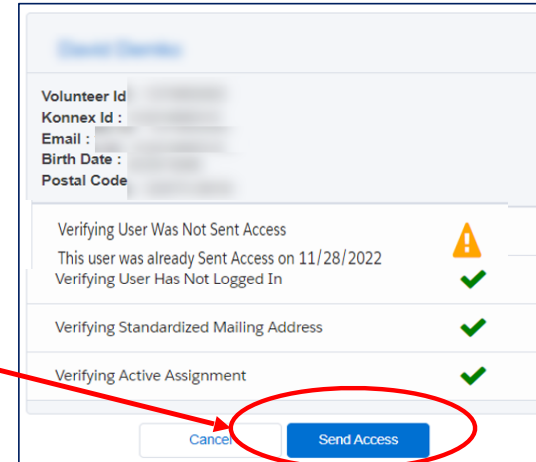 Volunteer Id
Konnex Id :
Email :
Birth Date :
Postal Code
Verifying User Was Not Sent Access
This user was already Sent Access on 11/28/2022
Verifying User Has Not Logged In
Verifying Standardized Mailing Address
Verifying Active Assignment
Cancel Send Access